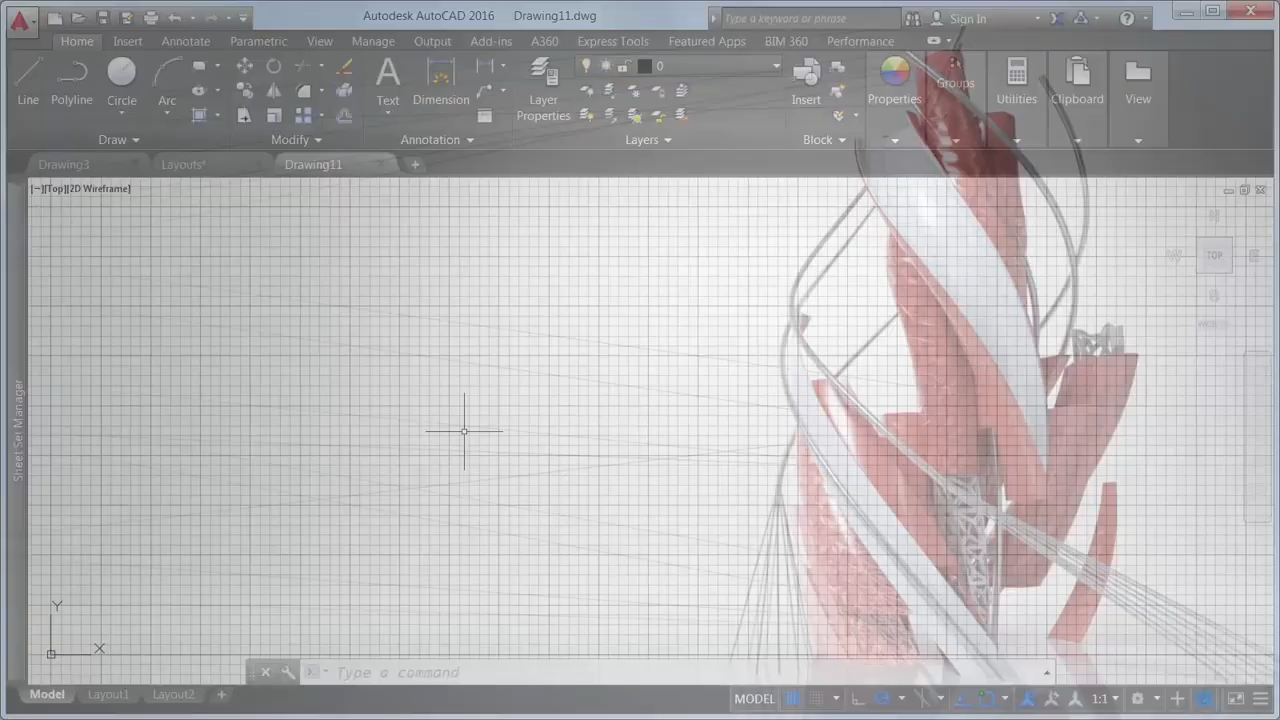 Autodesk AutoCAD 2016 Drawing11.dwg
Type a keyword or phrase
Sign In
Home Insert Annotate Parametric View Manage Output Add-ins A360 Express Tools Featured Apps BIM 360 Performance
0
Line Polyline Circle Arc Text Dimension Layer Properties Insert Properties Groups Utilities Clipboard View
Draw Modify Annotation Layers Block
Drawing3 Layouts* Drawing11
[−][Top][2D Wireframe]
N
W TOP E
S
Sheet Set Manager
Y
X
Type a command
Model Layout1 Layout2 MODEL 1:1